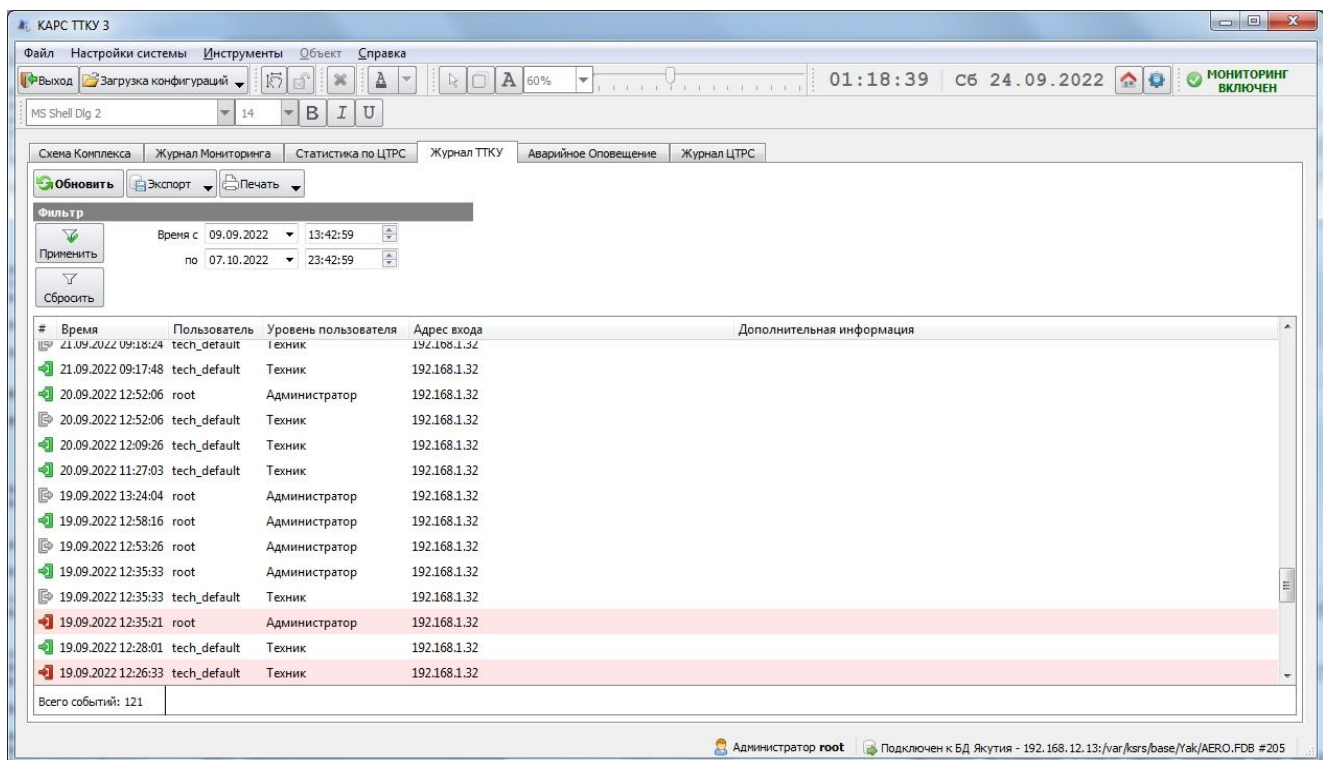 КАРС ТТКУ 3
Файл Настройки системы Инструменты Объект Справка
Выход Загрузка конфигураций A A 60% 01:18:39 Сб 24.09.2022 МОНИТОРИНГ ВКЛЮЧЕН
MS Shell Dlg 2 14 B I U
Схема Комплекса Журнал Мониторинга Статистика по ЦТРС Журнал ТТКУ Аварийное Оповещение Журнал ЦТРС
Обновить Экспорт Печать
Фильтр
Применить Время с 09.09.2022 13:42:59
по 07.10.2022 23:42:59
Сбросить
# Время Пользователь Уровень пользователя Адрес входа Дополнительная информация
21.09.2022 09:18:24 tech_default Техник 192.168.1.32
21.09.2022 09:17:48 tech_default Техник 192.168.1.32
20.09.2022 12:52:06 root Администратор 192.168.1.32
20.09.2022 12:52:06 tech_default Техник 192.168.1.32
20.09.2022 12:09:26 tech_default Техник 192.168.1.32
20.09.2022 11:27:03 tech_default Техник 192.168.1.32
19.09.2022 13:24:04 root Администратор 192.168.1.32
19.09.2022 12:58:16 root Администратор 192.168.1.32
19.09.2022 12:53:26 root Администратор 192.168.1.32
19.09.2022 12:35:33 root Администратор 192.168.1.32
19.09.2022 12:35:33 tech_default Техник 192.168.1.32
19.09.2022 12:35:21 root Администратор 192.168.1.32
19.09.2022 12:28:01 tech_default Техник 192.168.1.32
19.09.2022 12:26:33 tech_default Техник 192.168.1.32
Всего событий: 121
Администратор root Подключен к БД Якутия - 192.168.12.13:/var/ksrs/base/Yak/AERO.FDB #205